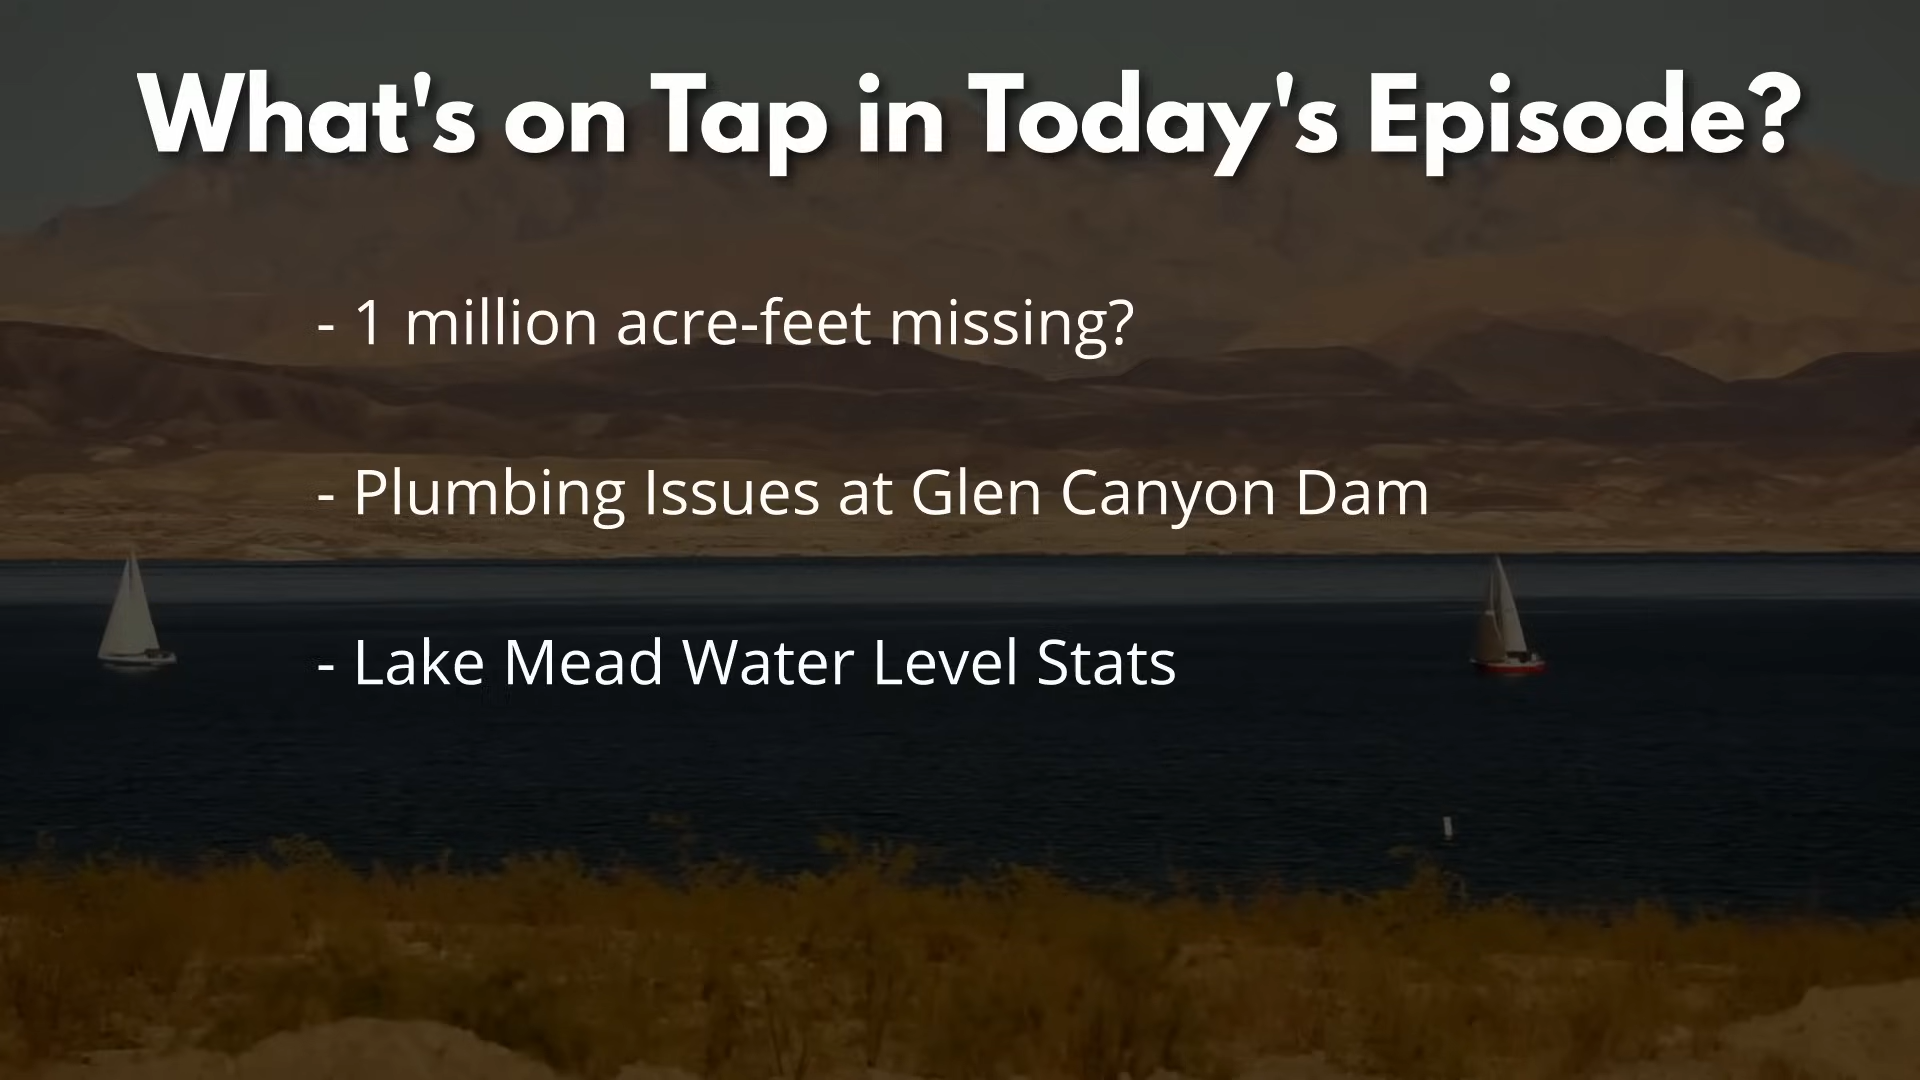 What's on Tap in Today's Episode?
- 1 million acre-feet missing?
- Plumbing Issues at Glen Canyon Dam
- Lake Mead Water Level Stats